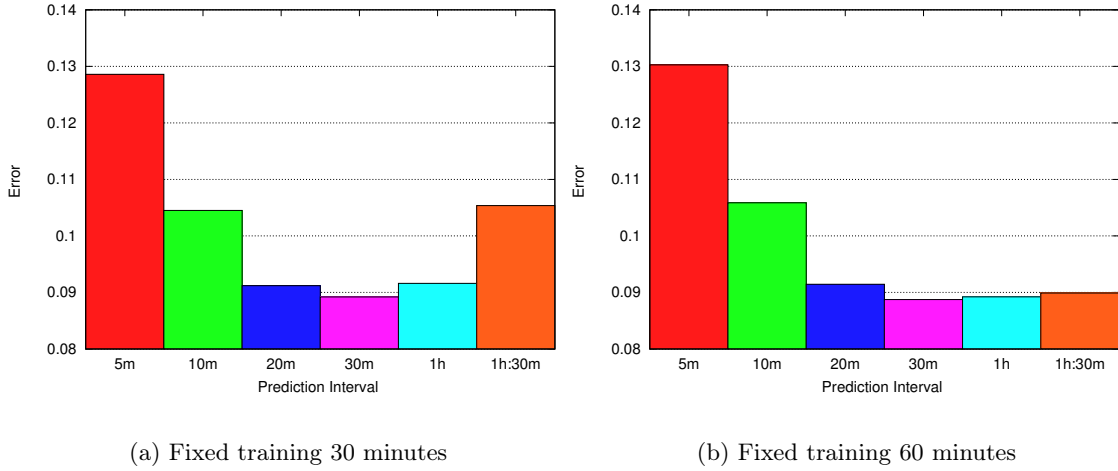 0.14
0.13
0.12
0.11
0.1
0.09
0.08
Error
5m 10m 20m 30m 1h 1h:30m
Prediction Interval
(a) Fixed training 30 minutes
0.14
0.13
0.12
0.11
0.1
0.09
0.08
Error
5m 10m 20m 30m 1h 1h:30m
Prediction Interval
(b) Fixed training 60 minutes